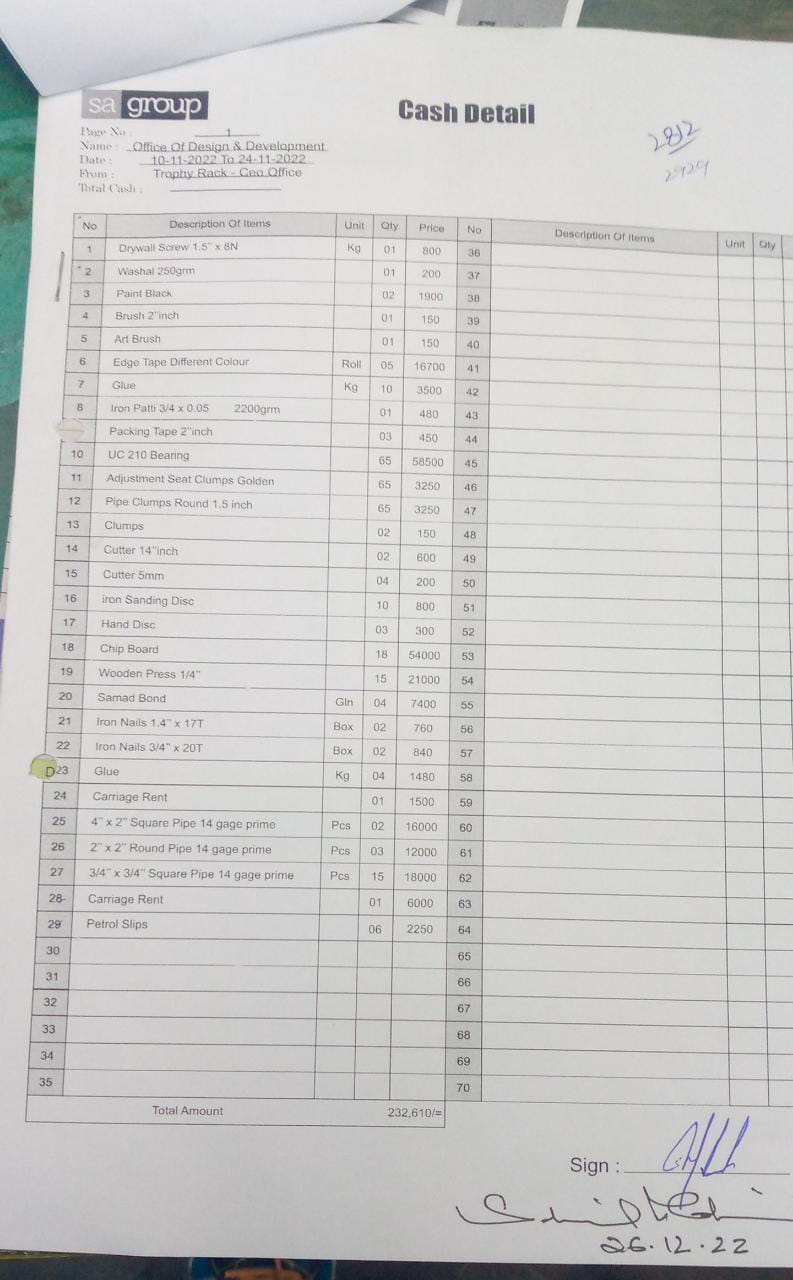 sa group
Cash Detail
2812
2929
Page No : 1
Name : Office Of Design & Development
Date : 10-11-2022 To 24-11-2022
From : Trophy Rack - Ceo Office
Total Cash :
No Description Of Items Unit Qty Price No Description Of Items Unit Qty
1 Drywall Screw 1.5" x 8N Kg 01 800 36
2 Washal 250grm 01 200 37
3 Paint Black 02 1900 38
4 Brush 2"inch 01 150 39
5 Art Brush 01 150 40
6 Edge Tape Different Colour Roll 05 16700 41
7 Glue Kg 10 3500 42
8 Iron Patti 3/4 x 0.05 2200grm 01 480 43
Packing Tape 2"inch 03 450 44
10 UC 210 Bearing 65 58500 45
11 Adjustment Seat Clumps Golden 65 3250 46
12 Pipe Clumps Round 1.5 inch 65 3250 47
13 Clumps 02 150 48
14 Cutter 14"inch 02 600 49
15 Cutter 5mm 04 200 50
16 iron Sanding Disc 10 800 51
17 Hand Disc 03 300 52
18 Chip Board 18 54000 53
19 Wooden Press 1/4" 15 21000 54
20 Samad Bond Gln 04 7400 55
21 Iron Nails 1.4" x 17T Box 02 760 56
22 Iron Nails 3/4" x 20T Box 02 840 57
D23 Glue Kg 04 1480 58
24 Carriage Rent 01 1500 59
25 4" x 2" Square Pipe 14 gage prime Pcs 02 16000 60
26 2" x 2" Round Pipe 14 gage prime Pcs 03 12000 61
27 3/4" x 3/4" Square Pipe 14 gage prime Pcs 15 18000 62
28 Carriage Rent 01 6000 63
29 Petrol Slips 06 2250 64
30 65
31 66
32 67
33 68
34 69
35 70
Total Amount 232,610/=
Sign :
26.12.22